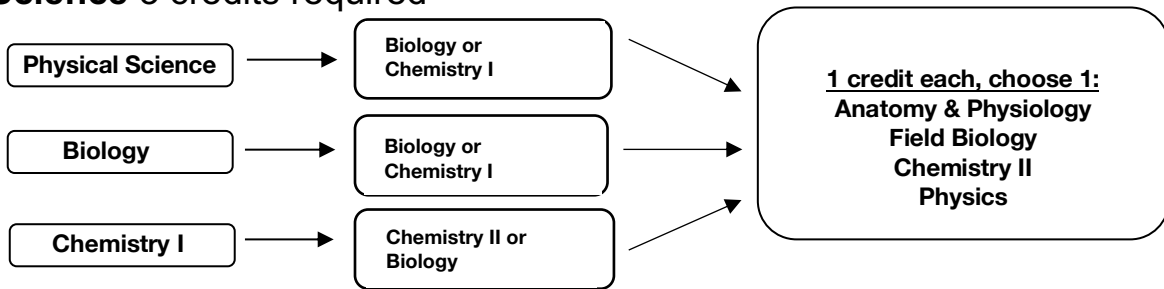 Science credits required
Physical Science
Biology or
Chemistry I
Biology
Biology or
Chemistry I
Chemistry I
Chemistry II or
Biology
1 credit each, choose 1:
Anatomy & Physiology
Field Biology
Chemistry II
Physics